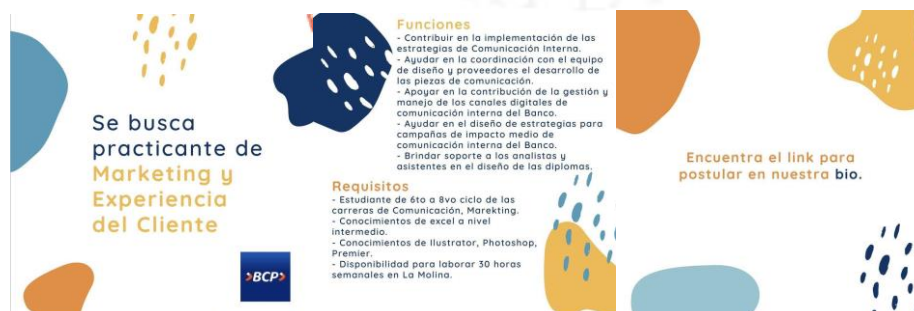 Se busca
practicante de
Marketing y
Experiencia
del Cliente
>BCP>
Funciones
- Contribuir en la implementación de las
estrategias de Comunicación Interna.
- Ayudar en la coordinación con el equipo
de diseño y proveedores el desarrollo de
las piezas de comunicación.
- Apoyar en la contribución de la gestión y
manejo de los canales digitales de
comunicación interna del Banco.
- Ayudar en el diseño de estrategias para
campañas de impacto medio de
comunicación interna del Banco.
- Brindar soporte a los analistas y
asistentes en el diseño de las diplomas.
Requisitos
- Estudiante de 6to a 8vo ciclo de las
carreras de Comunicación, Marekting.
- Conocimientos de excel a nivel
intermedio.
- Conocimientos de Ilustrator, Photoshop,
Premier.
- Disponibilidad para laborar 30 horas
semanales en La Molina.
Encuentra el link para
postular en nuestra bio.